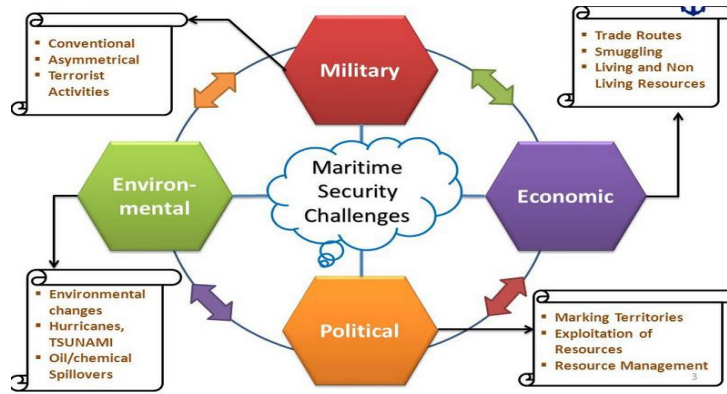 Conventional
Asymmetrical
Terrorist
Activities
Military
Trade Routes
Smuggling
Living and Non
Living Resources
Environ-
mental
Maritime
Security
Challenges
Economic
Environmental
changes
Hurricanes,
TSUNAMI
Oil/chemical
Spillovers
Political
Marking Territories
Exploitation of
Resources
Resource Management
3